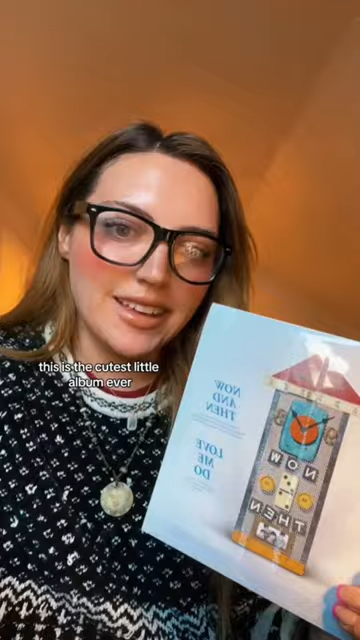 this is the cutest little
album ever
NOW
AND
THEN
LOVE
ME
DO
NOW
THEN